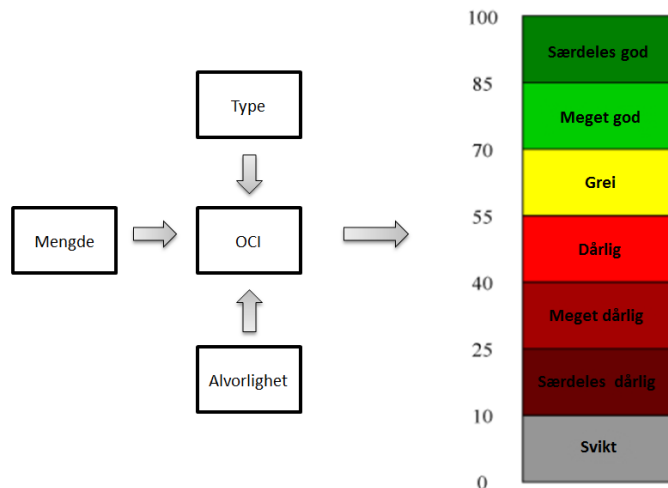 Type
Mengde
OCI
Alvorlighet
100
Særdeles god
85
Meget god
70
Grei
55
Dårlig
40
Meget dårlig
25
Særdeles dårlig
10
Svikt
0